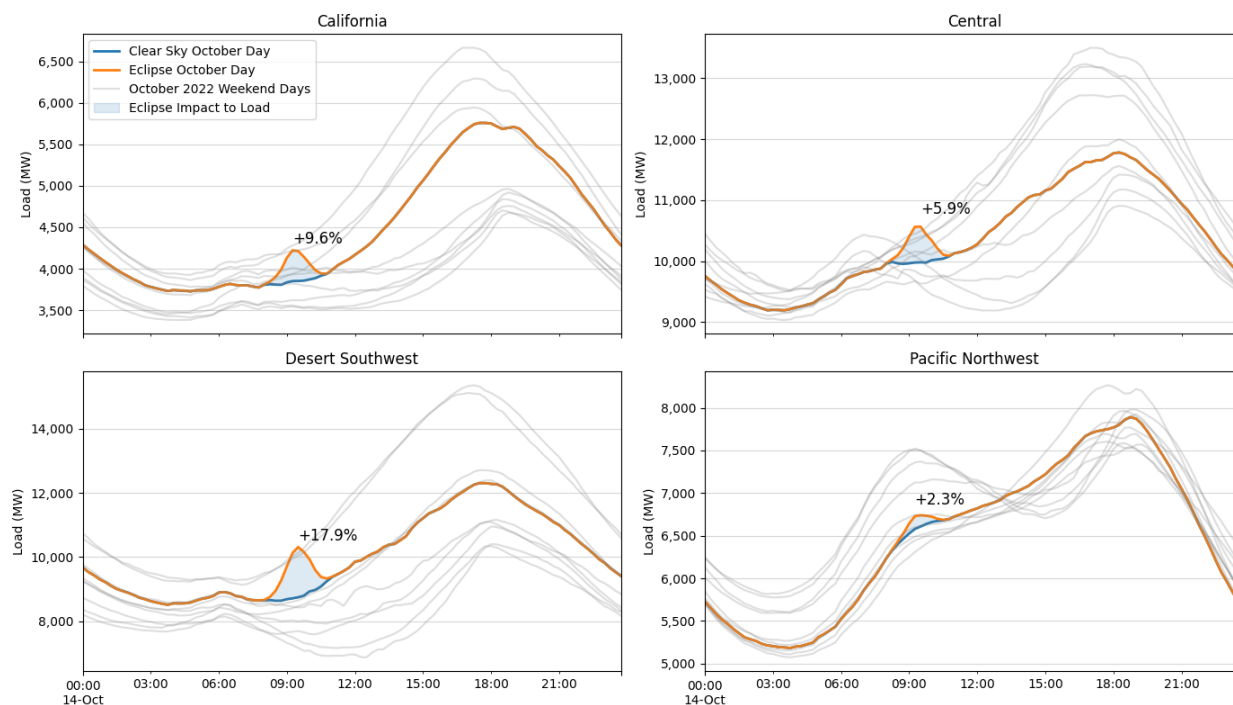 California
Load (MW)
6,500
6,000
5,500
5,000
4,500
4,000
3,500
Clear Sky October Day
Eclipse October Day
October 2022 Weekend Days
Eclipse Impact to Load
+9.6%
Central
Load (MW)
13,000
12,000
11,000
10,000
9,000
+5.9%
Desert Southwest
Load (MW)
14,000
12,000
10,000
8,000
+17.9%
00:00 03:00 06:00 09:00 12:00 15:00 18:00 21:00
14-Oct
Pacific Northwest
Load (MW)
8,000
7,500
7,000
6,500
6,000
5,500
5,000
+2.3%
00:00 03:00 06:00 09:00 12:00 15:00 18:00 21:00
14-Oct